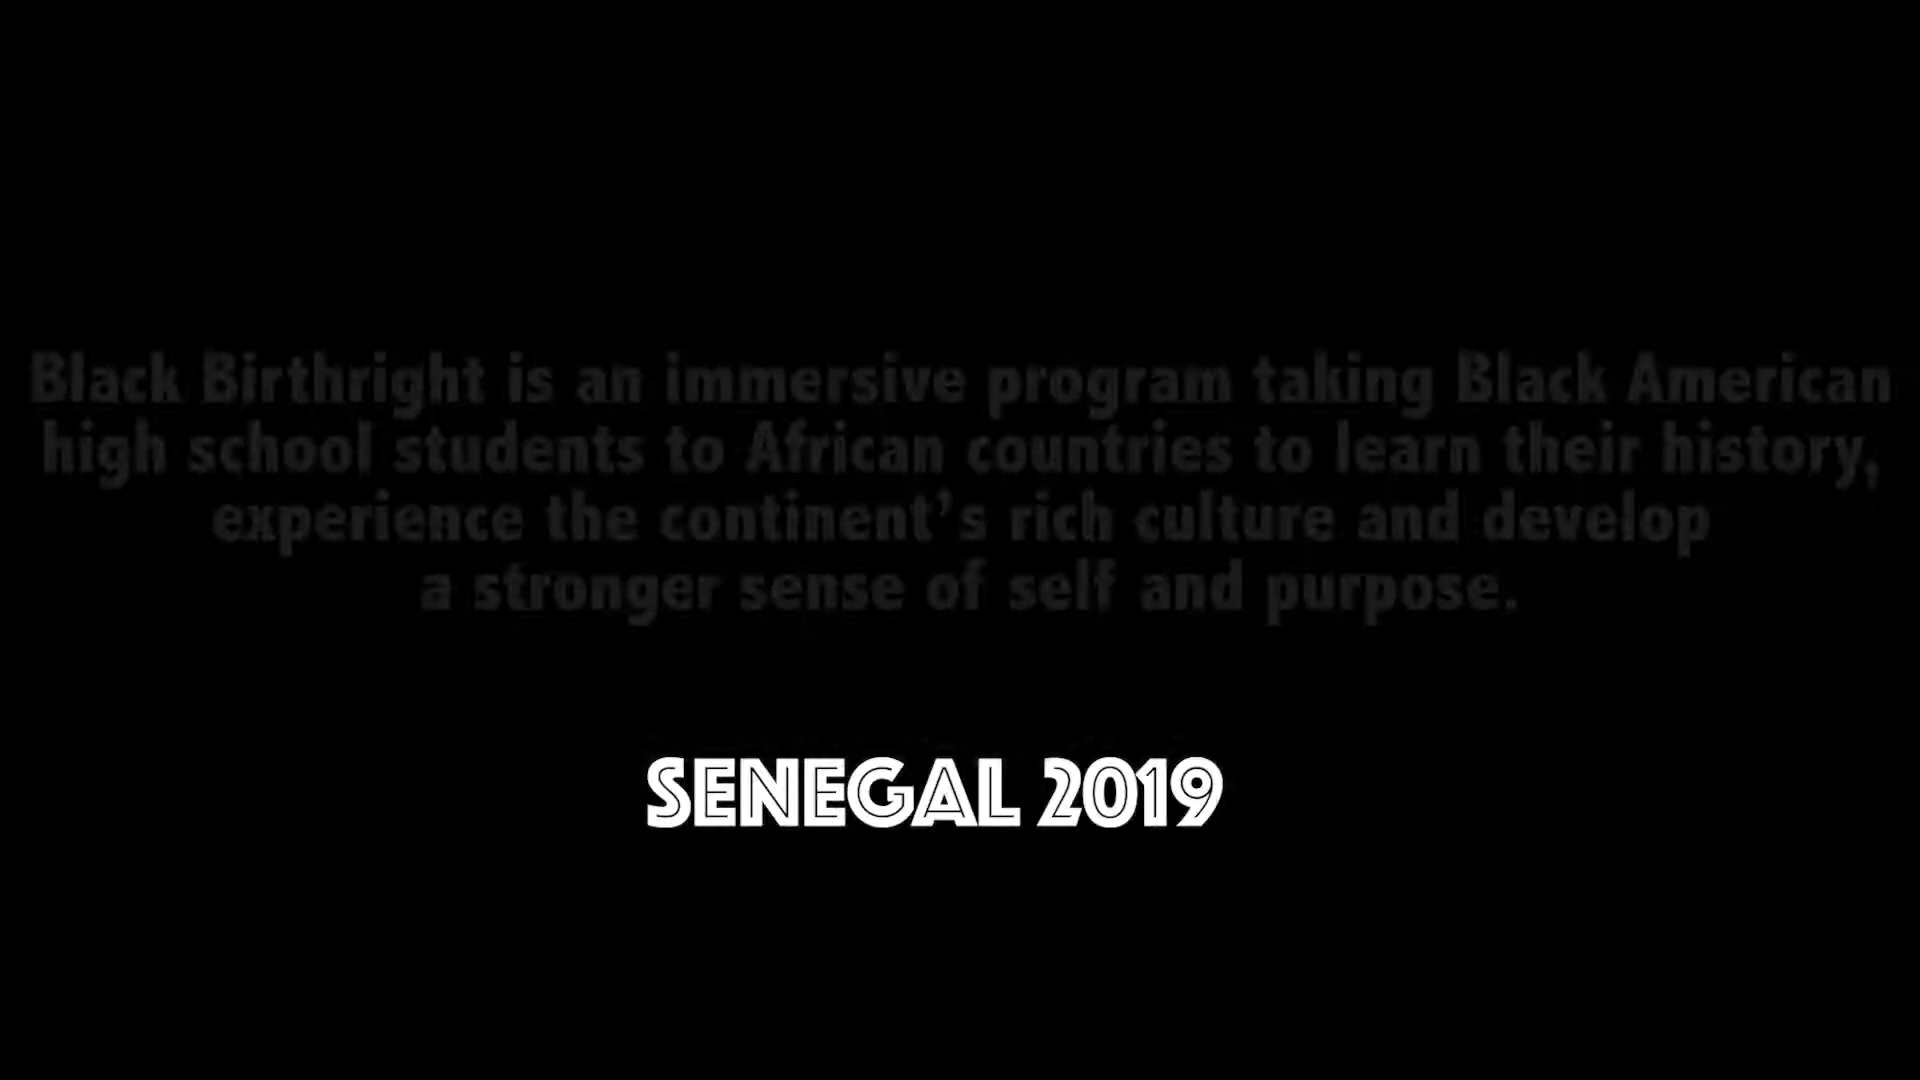 Black Birthright is an immersive program taking Black American
high school students to African countries to learn their history,
experience the continent’s rich culture and develop
a stronger sense of self and purpose.
SENEGAL 2019